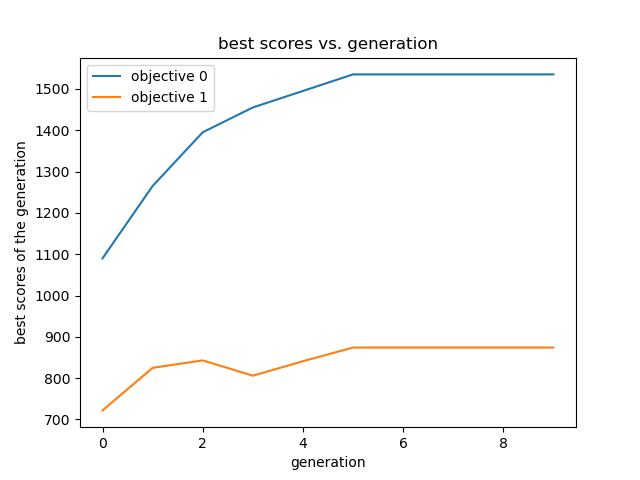 best scores vs. generation
objective 0
objective 1
best scores of the generation
1500
1400
1300
1200
1100
1000
900
800
700
0 2 4 6 8
generation